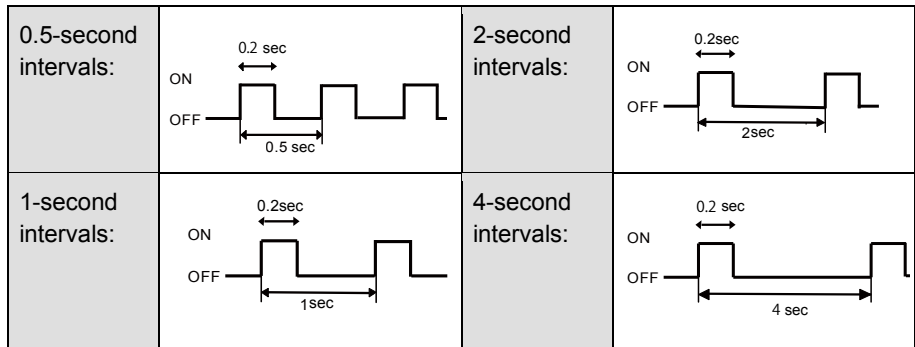 0.5-second
intervals:
0.2 sec
ON
OFF
0.5 sec
2-second
intervals:
0.2sec
ON
OFF
2sec
1-second
intervals:
0.2sec
ON
OFF
1sec
4-second
intervals:
0.2 sec
ON
OFF
4 sec